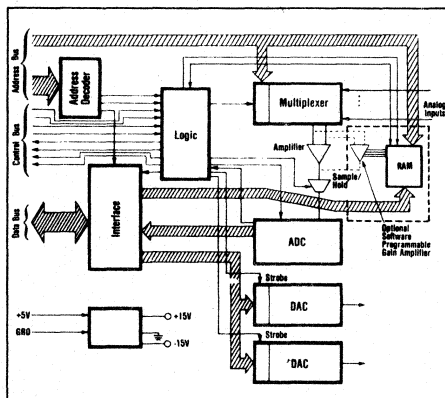 Address Bus
Address
Decoder
Control Bus
Logic
Multiplexer
Analog
Inputs
Amplifier
RAM
Sample/
Hold
Data Bus
Interface
ADC
Optional
Software
Programmable
Gain Amplifier
Strobe
DAC
+5V
+15V
GRD
-15V
Strobe
DAC